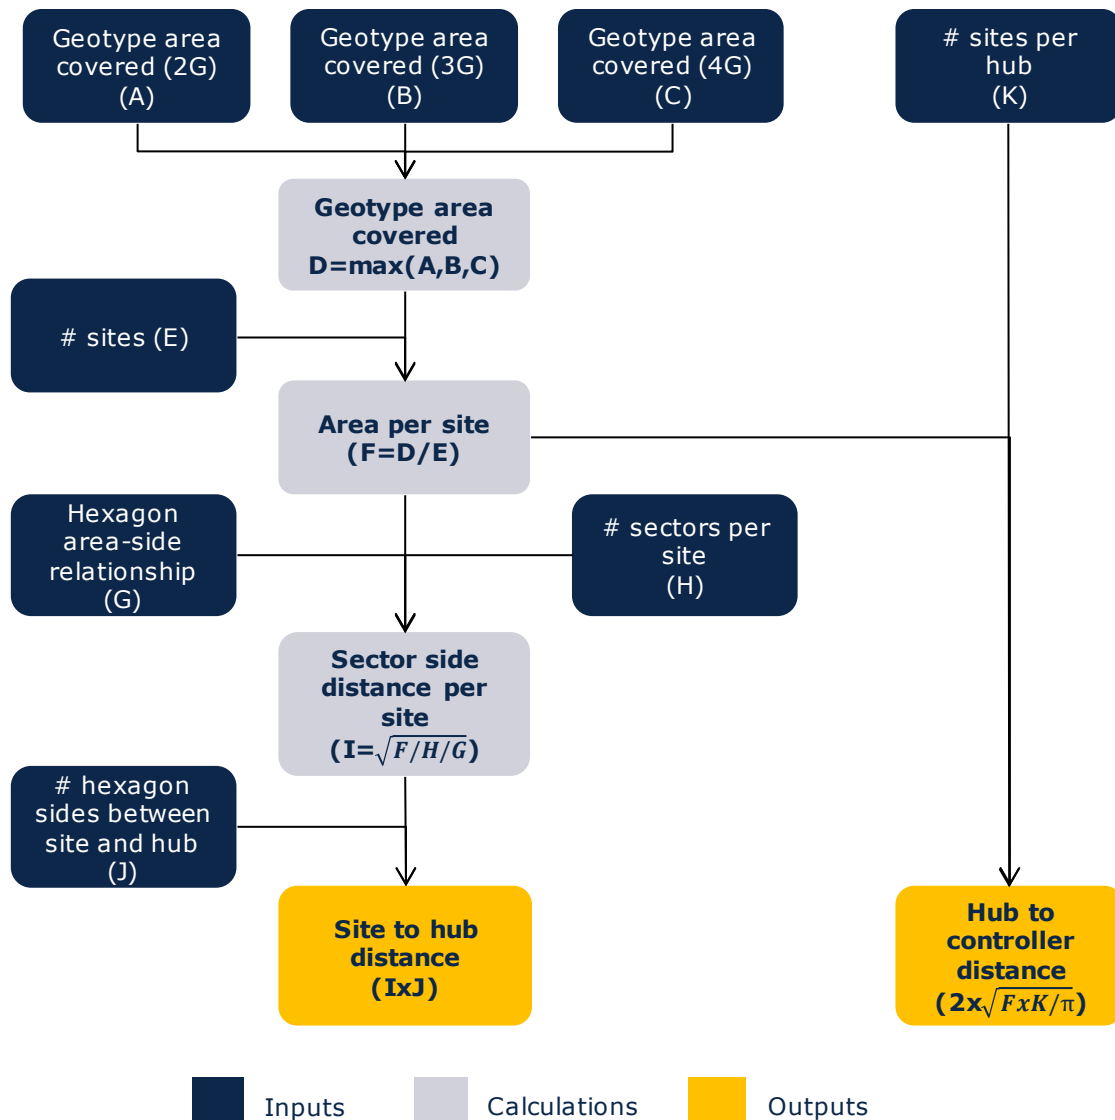 Geotype area
covered (2G)
(A)
Geotype area
covered (3G)
(B)
Geotype area
covered (4G)
(C)
# sites per
hub
(K)
Geotype area
covered
D=max(A,B,C)
# sites (E)
Area per site
(F=D/E)
Hexagon
area-side
relationship
(G)
# sectors per
site
(H)
Sector side
distance per
site
(I=√F/H/G)
# hexagon
sides between
site and hub
(J)
Site to hub
distance
(IxJ)
Hub to
controller
distance
(2x√FxK/π)
Inputs
Calculations
Outputs